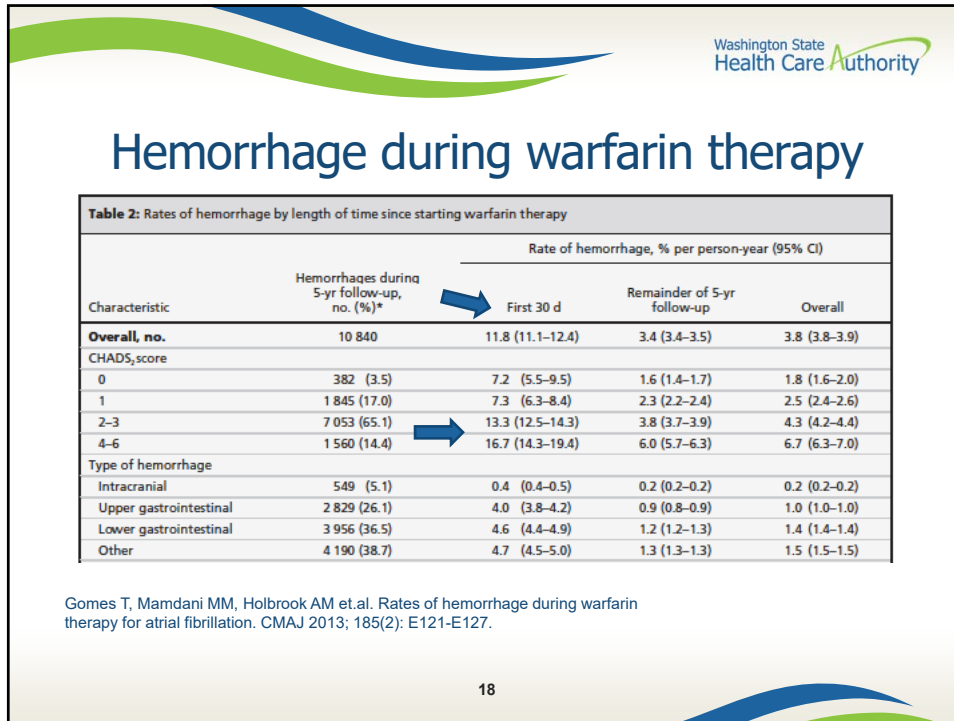 Washington State
Health Care Authority
Hemorrhage during warfarin therapy
Table 2: Rates of hemorrhage by length of time since starting warfarin therapy
Rate of hemorrhage, % per person-year (95% CI)
Characteristic Hemorrhages during 5-yr follow-up, no. (%)* First 30 d Remainder of 5-yr follow-up Overall
Overall, no. 10 840 11.8 (11.1–12.4) 3.4 (3.4–3.5) 3.8 (3.8–3.9)
CHADS₂ score
0 382 (3.5) 7.2 (5.5–9.5) 1.6 (1.4–1.7) 1.8 (1.6–2.0)
1 1 845 (17.0) 7.3 (6.3–8.4) 2.3 (2.2–2.4) 2.5 (2.4–2.6)
2–3 7 053 (65.1) 13.3 (12.5–14.3) 3.8 (3.7–3.9) 4.3 (4.2–4.4)
4–6 1 560 (14.4) 16.7 (14.3–19.4) 6.0 (5.7–6.3) 6.7 (6.3–7.0)
Type of hemorrhage
Intracranial 549 (5.1) 0.4 (0.4–0.5) 0.2 (0.2–0.2) 0.2 (0.2–0.2)
Upper gastrointestinal 2 829 (26.1) 4.0 (3.8–4.2) 0.9 (0.8–0.9) 1.0 (1.0–1.0)
Lower gastrointestinal 3 956 (36.5) 4.6 (4.4–4.9) 1.2 (1.2–1.3) 1.4 (1.4–1.4)
Other 4 190 (38.7) 4.7 (4.5–5.0) 1.3 (1.3–1.3) 1.5 (1.5–1.5)
Gomes T, Mamdani MM, Holbrook AM et.al. Rates of hemorrhage during warfarin
therapy for atrial fibrillation. CMAJ 2013; 185(2): E121-E127.
18